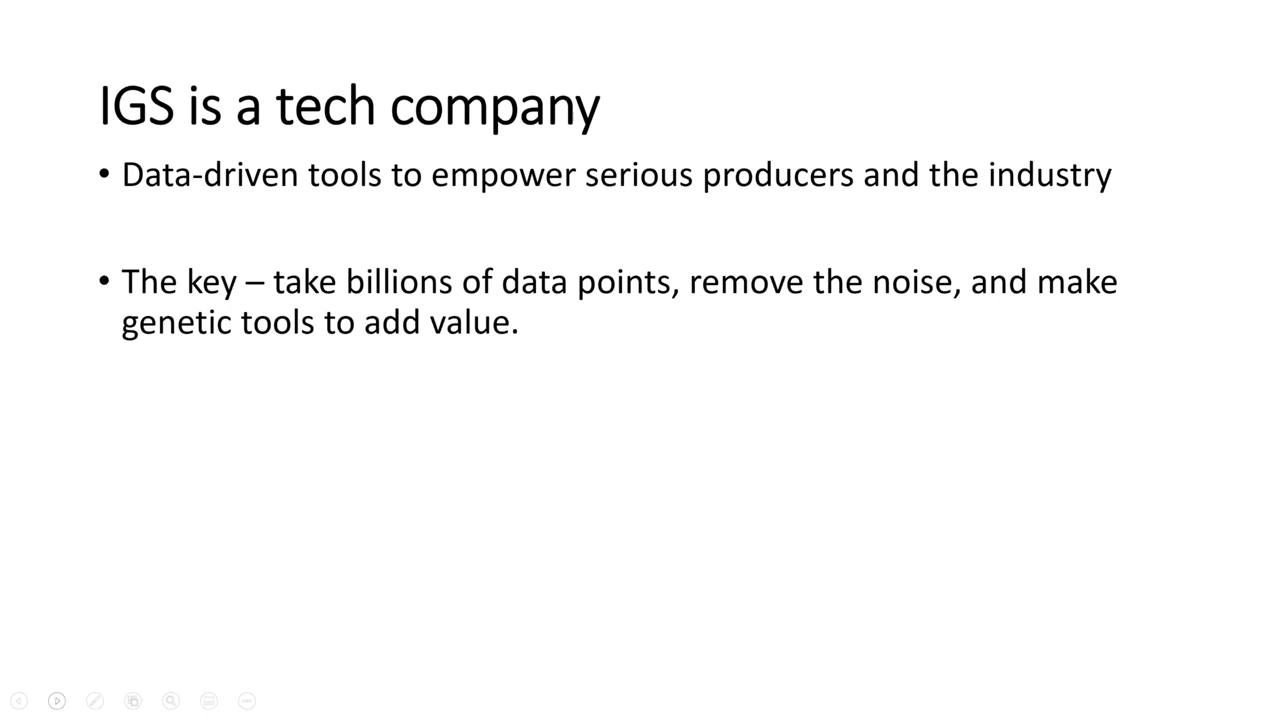 IGS is a tech company
• Data-driven tools to empower serious producers and the industry
• The key – take billions of data points, remove the noise, and make
genetic tools to add value.